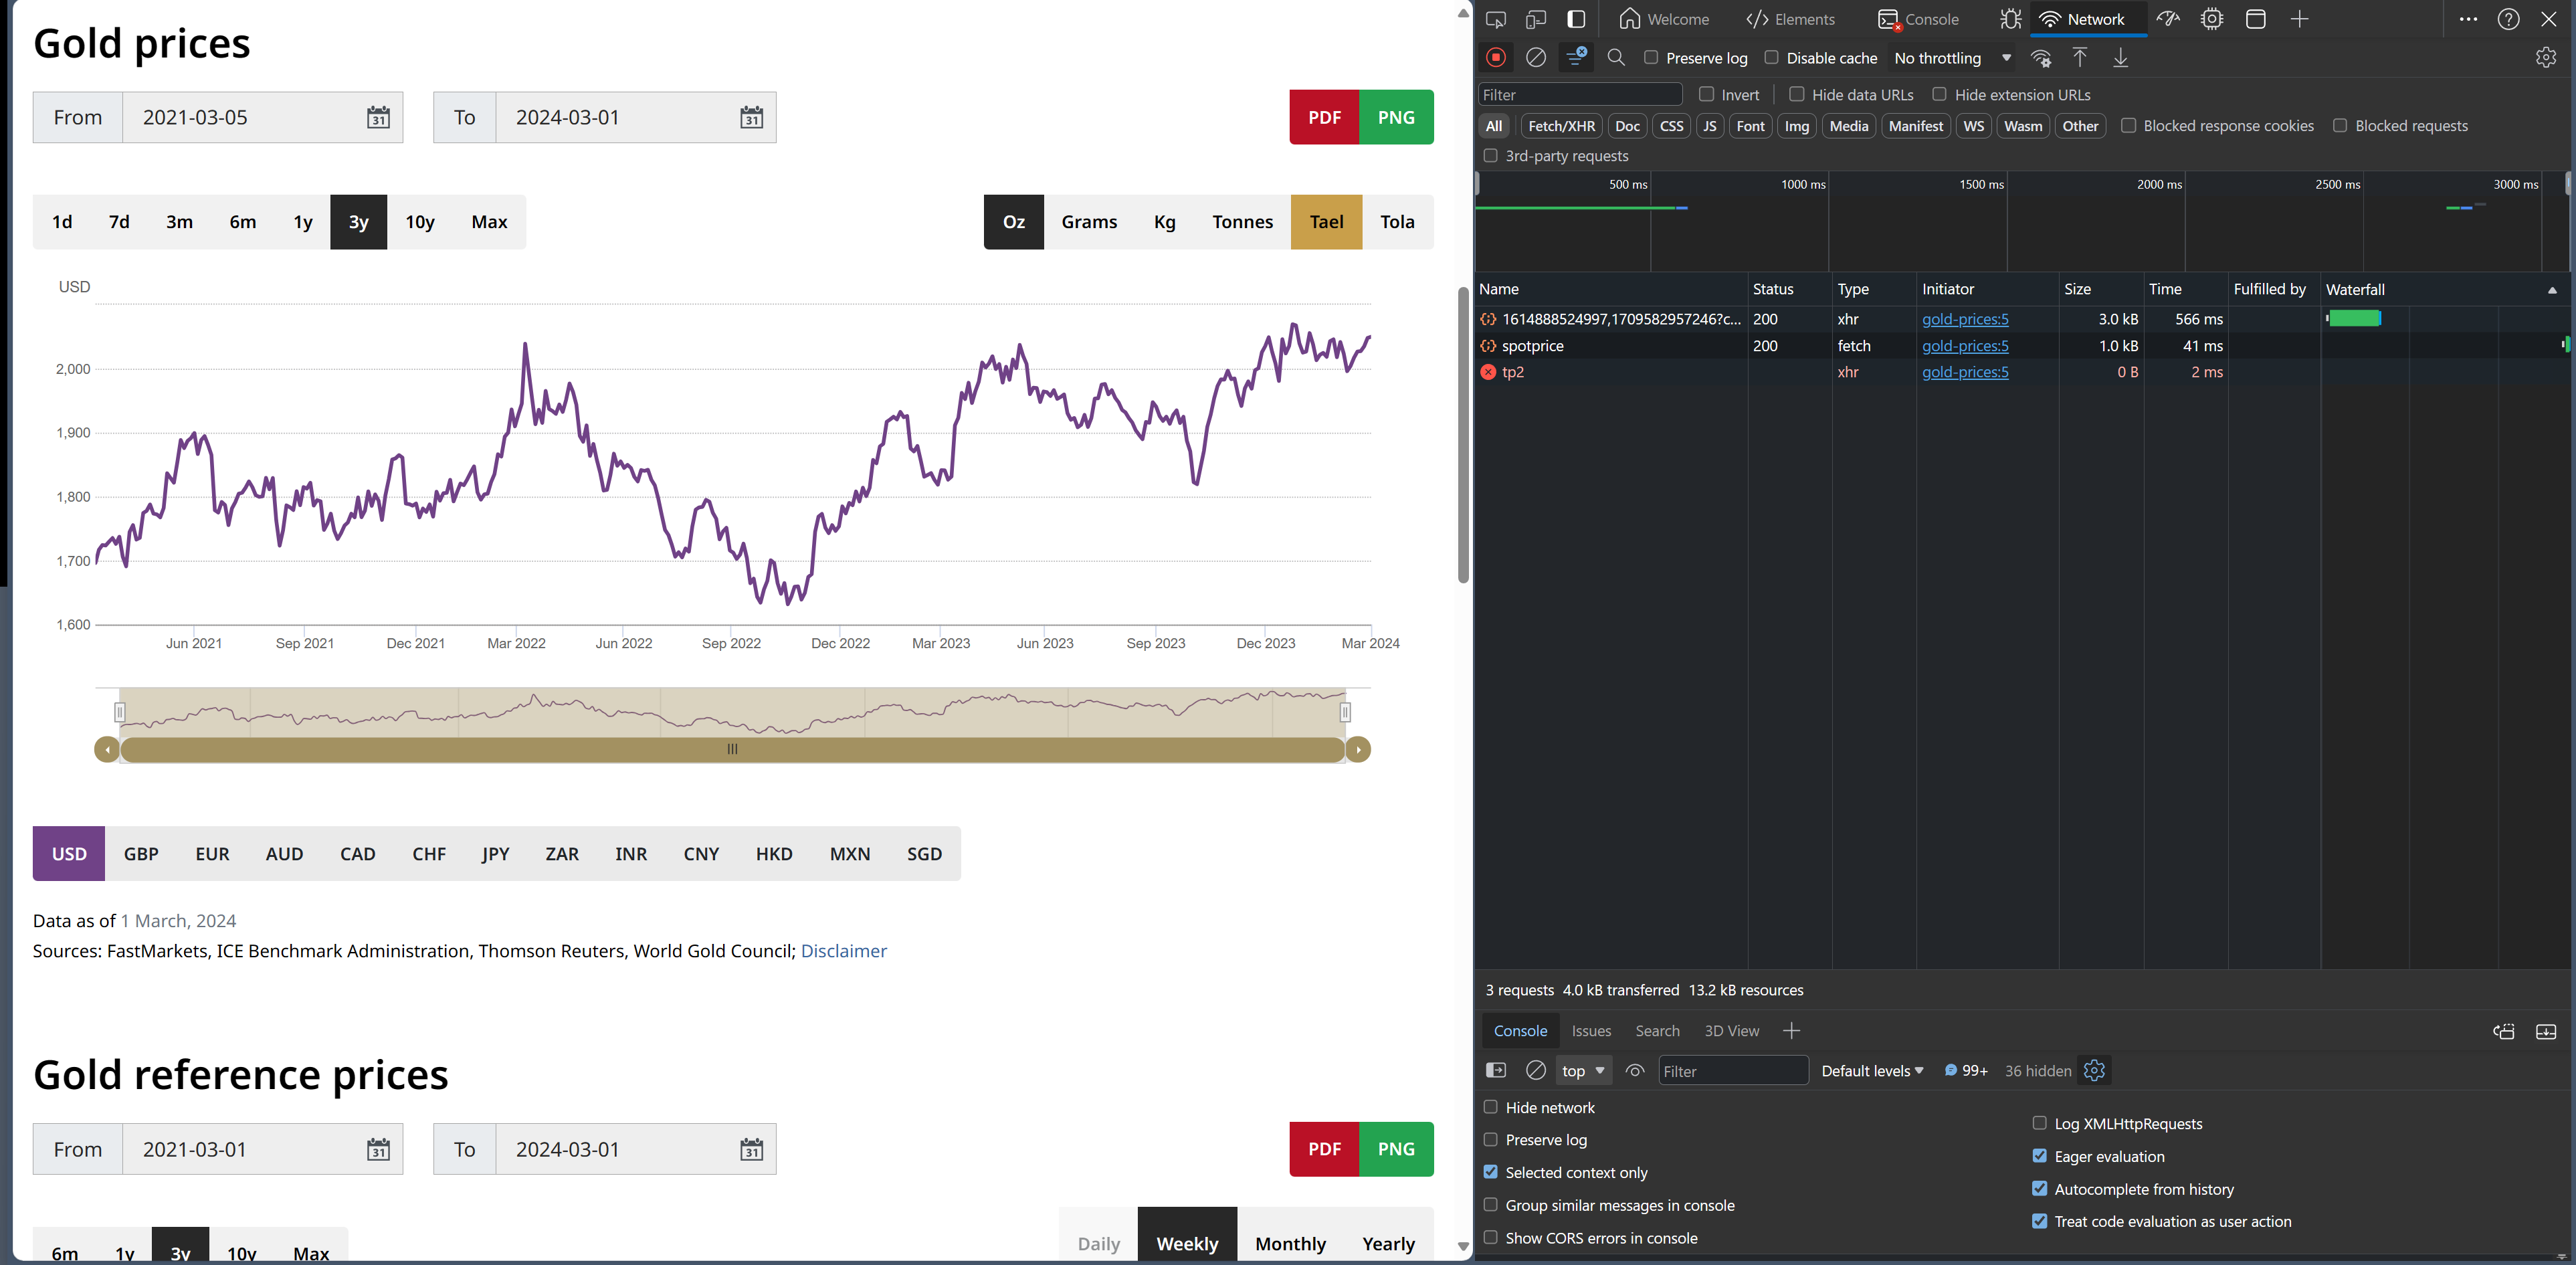 Gold prices
From 2021-03-05 31 To 2024-03-01 31 PDF PNG
1d 7d 3m 6m 1y 3y 10y Max Oz Grams Kg Tonnes Tael Tola
USD
2,000
1,900
1,800
1,700
1,600
Jun 2021 Sep 2021 Dec 2021 Mar 2022 Jun 2022 Sep 2022 Dec 2022 Mar 2023 Jun 2023 Sep 2023 Dec 2023 Mar 2024
USD GBP EUR AUD CAD CHF JPY ZAR INR CNY HKD MXN SGD
Data as of 1 March, 2024
Sources: FastMarkets, ICE Benchmark Administration, Thomson Reuters, World Gold Council; Disclaimer
Gold reference prices
From 2021-03-01 31 To 2024-03-01 31 PDF PNG
6m 1y 3y 10y Max Daily Weekly Monthly Yearly
Welcome Elements Console Network
Preserve log Disable cache No throttling
Filter Invert Hide data URLs Hide extension URLs
All Fetch/XHR Doc CSS JS Font Img Media Manifest WS Wasm Other Blocked response cookies Blocked requests
3rd-party requests
500 ms 1000 ms 1500 ms 2000 ms 2500 ms 3000 ms
Name Status Type Initiator Size Time Fulfilled by Waterfall
1614888524997,1709582957246?c... 200 xhr gold-prices:5 3.0 kB 566 ms
spotprice 200 fetch gold-prices:5 1.0 kB 41 ms
tp2 xhr gold-prices:5 0 B 2 ms
3 requests 4.0 kB transferred 13.2 kB resources
Console Issues Search 3D View
top Filter Default levels 99+ 36 hidden
Hide network
Preserve log
Selected context only
Group similar messages in console
Show CORS errors in console
Log XMLHttpRequests
Eager evaluation
Autocomplete from history
Treat code evaluation as user action